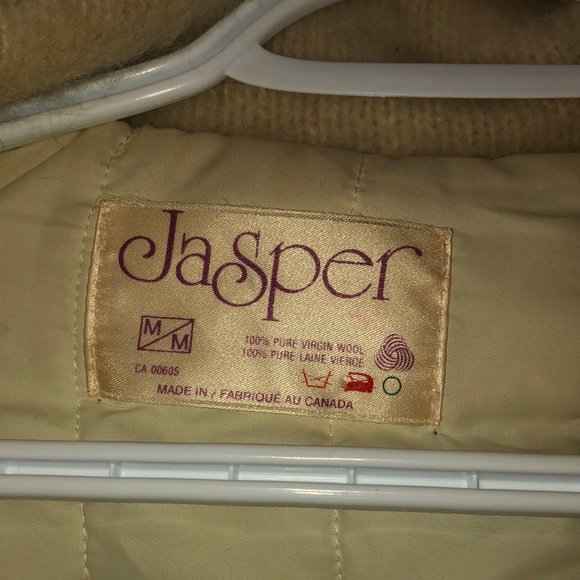 Jasper
M/M
100% PURE VIRGIN WOOL
100% PURE LAINE VIERGE
CA 00605
MADE IN / FABRIQUÉ AU CANADA